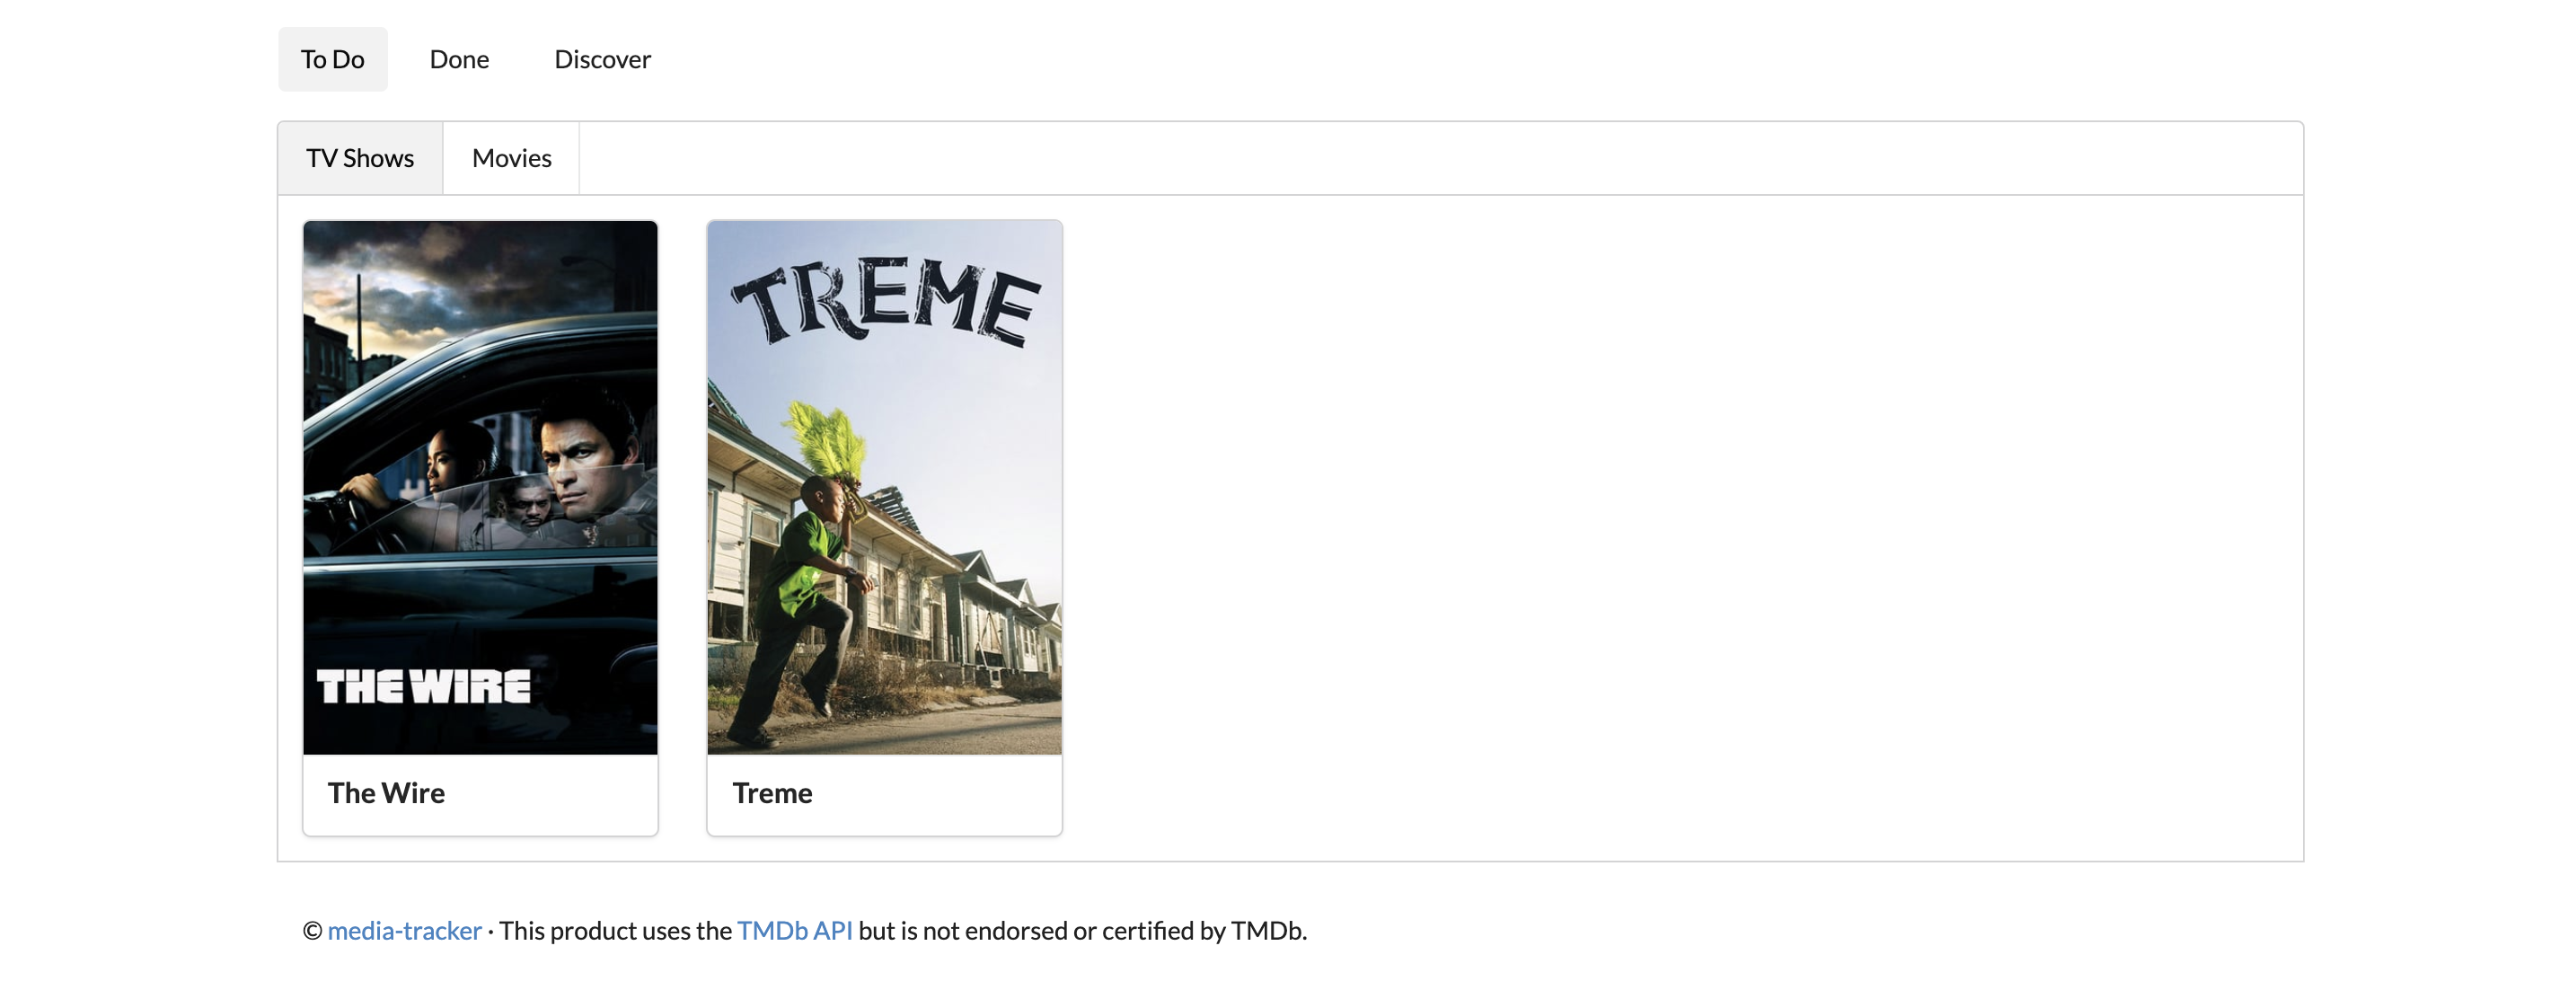 To Do Done Discover
TV Shows Movies
THE WIRE
TREME
The Wire
Treme
© media-tracker · This product uses the TMDb API but is not endorsed or certified by TMDb.